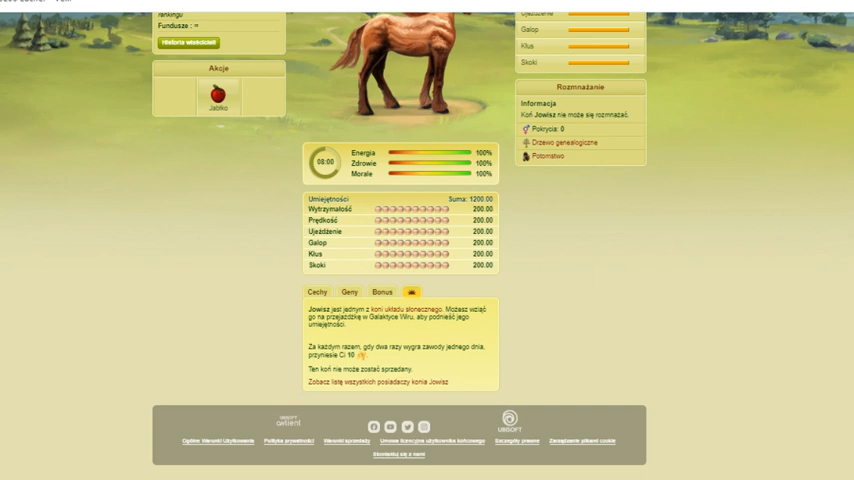 rankingu
Fundusze : ∞
Historia właścicieli
Akcje
Jabłko
Galop
Kłus
Skoki
Rozmnażanie
Informacja
Koń Jowisz nie może się rozmnażać.
Pokrycia: 0
Drzewo genealogiczne
Potomstwo
08:00
Energia 100%
Zdrowie 100%
Morale 100%
Umiejętności Suma: 1200.00
Wytrzymałość 200.00
Prędkość 200.00
Ujeżdżenie 200.00
Galop 200.00
Kłus 200.00
Skoki 200.00
Cechy Geny Bonus
Jowisz jest jednym z koni układu słonecznego. Możesz wziąć
go na przejażdżkę w Galaktyce Wiru, aby podnieść jego
umiejętności.
Za każdym razem, gdy dwa razy wygra zawody jednego dnia,
przyniesie Ci 10
Ten koń nie może zostać sprzedany.
Zobacz listę wszystkich posiadaczy konia Jowisz
UBISOFT
owlient
UBISOFT
Ogólne Warunki Użytkowania Polityka prywatności Warunki sprzedaży Umowa licencyjna użytkownika końcowego Szczegóły prawne Zarządzanie plikami cookie
Skontaktuj się z nami